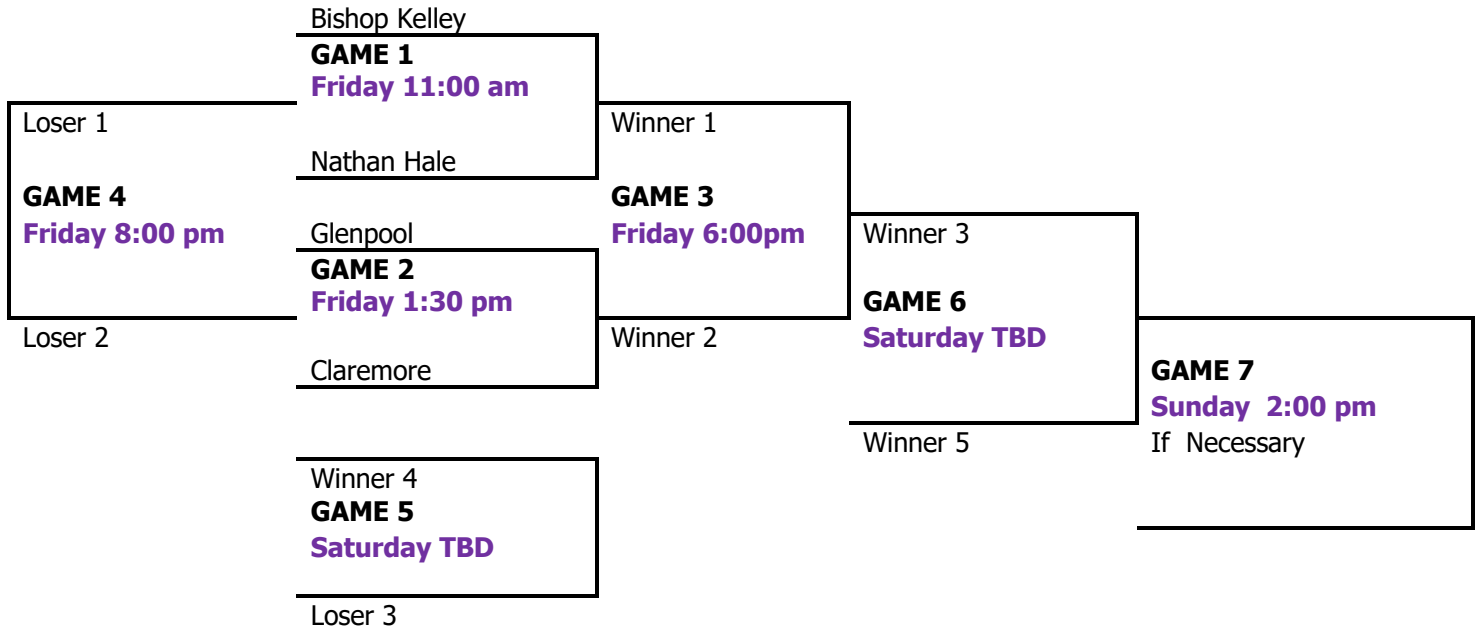 Bishop Kelley
GAME 1
Friday 11:00 am
Loser 1
Winner 1
Nathan Hale
GAME 4
GAME 3
Friday 8:00 pm
Glenpool
Friday 6:00pm
Winner 3
GAME 2
Friday 1:30 pm
GAME 6
Loser 2
Winner 2
Saturday TBD
Claremore
GAME 7
Sunday  2:00 pm
Winner 5
If  Necessary
Winner 4
GAME 5
Saturday TBD
Loser 3